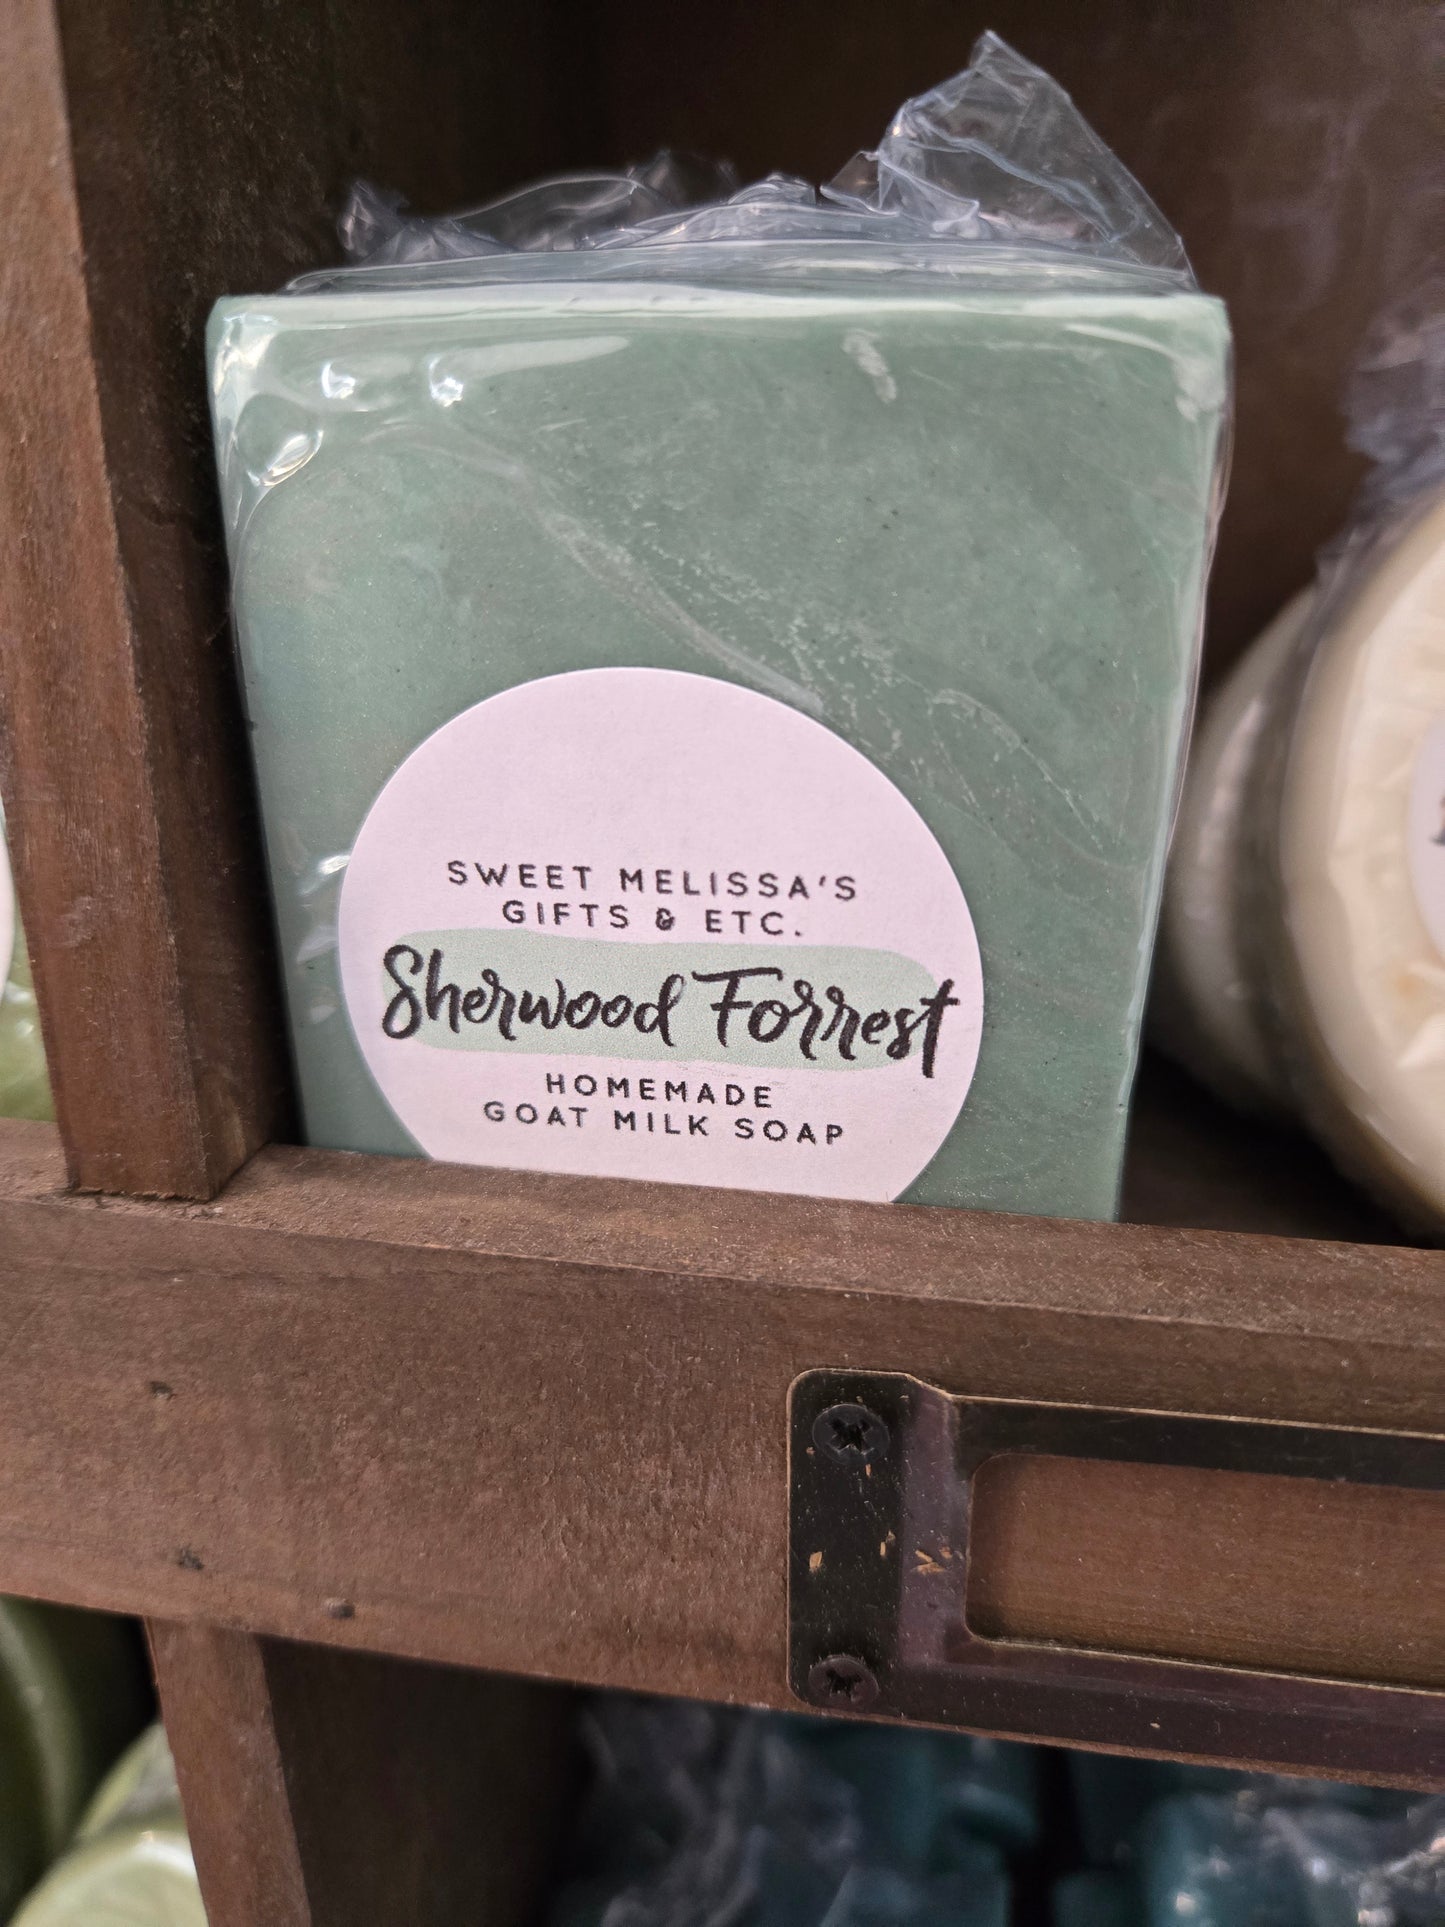 SWEET MELISSA'S
GIFTS & ETC.
Sherwood Forrest
HOMEMADE
GOAT MILK SOAP